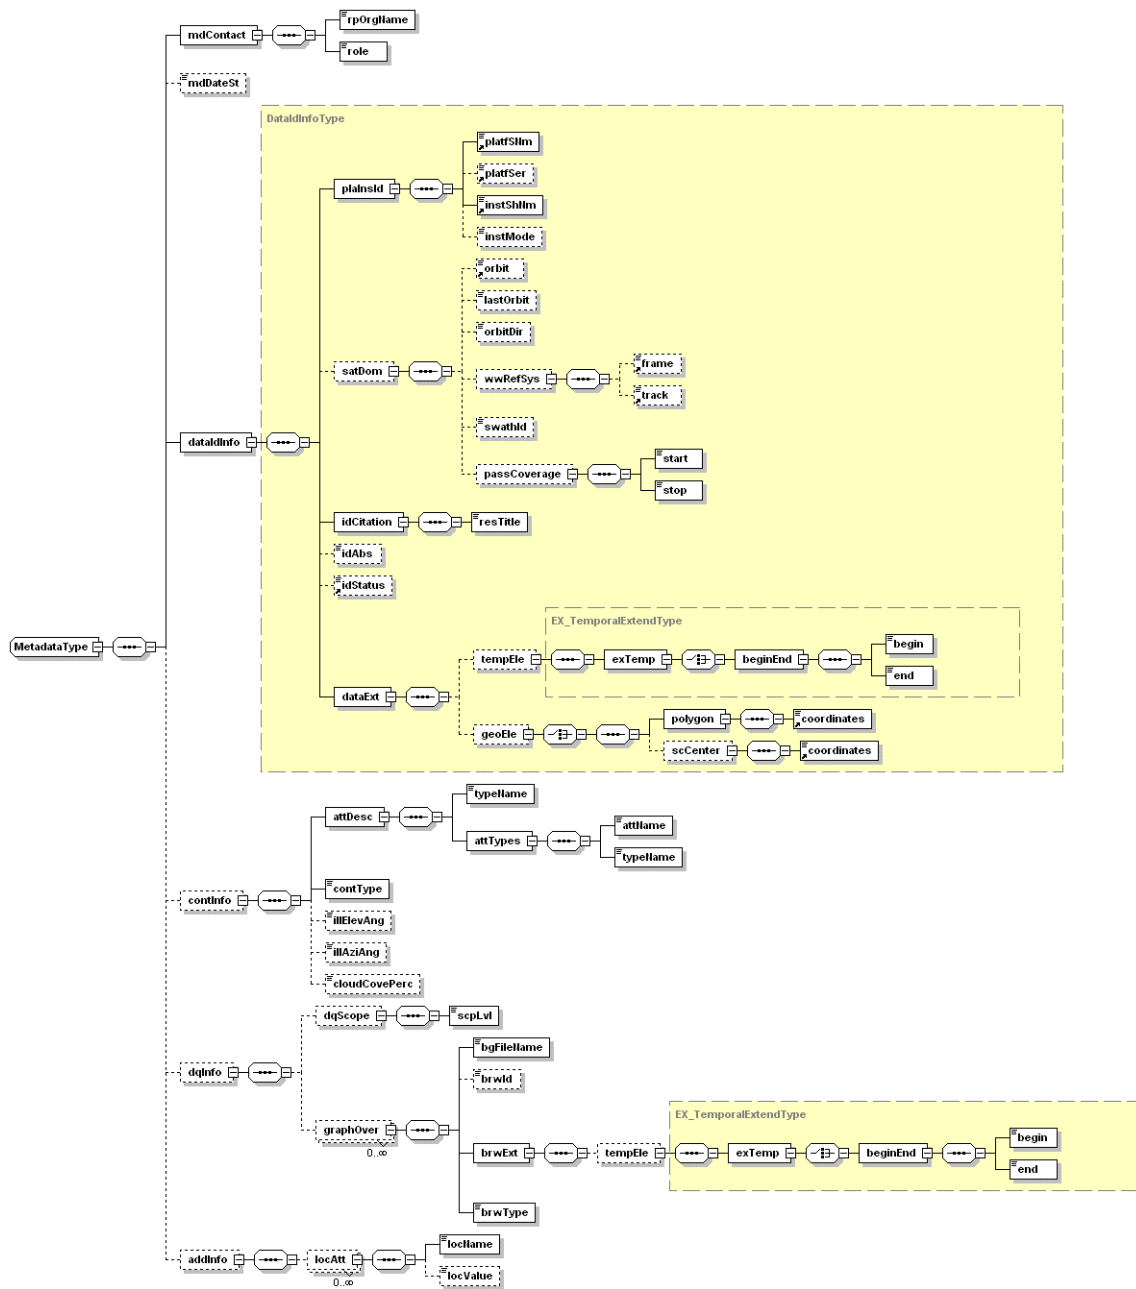 rpOrgName
mdContact
role
mdDateSt
DataIdInfoType
platfSNm
platfSer
plaInsId
instShNm
instMode
orbit
lastOrbit
orbitDir
frame
satDom
wwRefSys
track
swathId
dataIdInfo
start
passCoverage
stop
idCitation
resTitle
idAbs
idStatus
EX_TemporalExtendType
MetadataType
begin
tempEle
exTemp
beginEnd
end
dataExt
polygon
coordinates
geoEle
scCenter
coordinates
typeName
attDesc
attName
attTypes
typeName
contType
contInfo
illElevAng
illAziAng
cloudCovePerc
dqScope
scpLvl
bgFileName
dqInfo
brwId
EX_TemporalExtendType
graphOver
0..∞
begin
brwExt
tempEle
exTemp
beginEnd
end
brwType
locName
addInfo
locAtt
0..∞
locValue